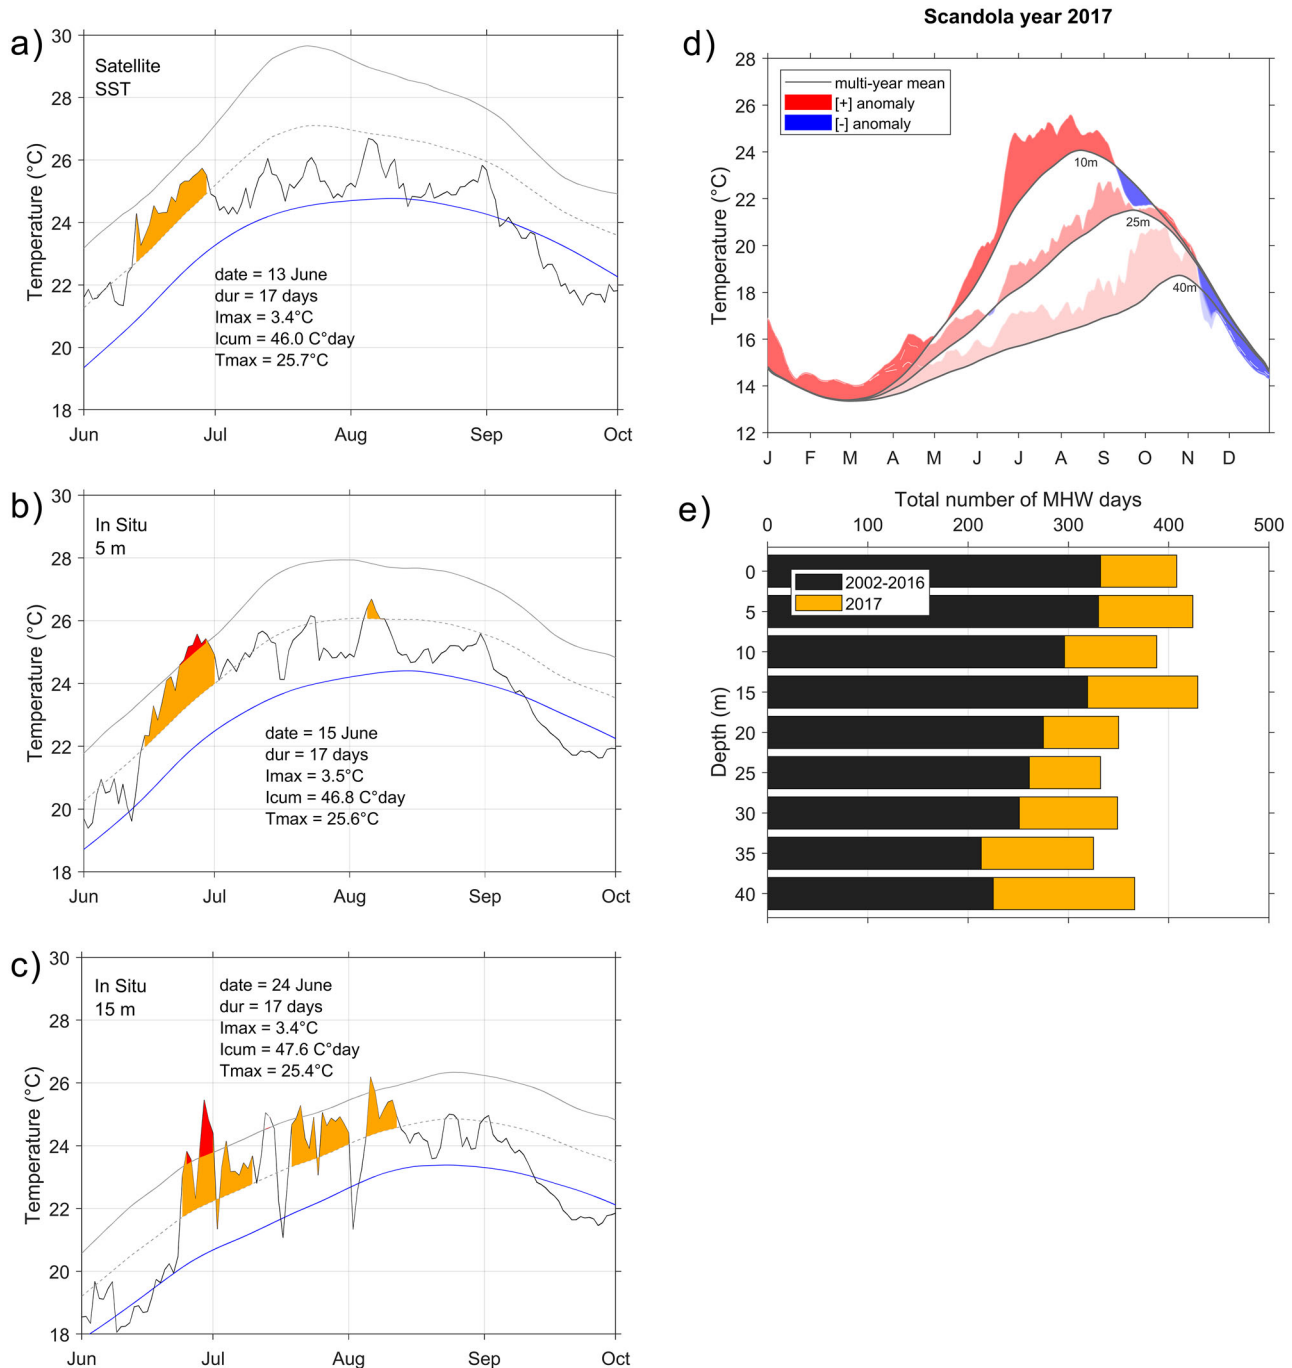 a)
Satellite
SST
30
28
26
24
22
20
18
Temperature (°C)
Jun
Jul
Aug
Sep
Oct
date = 13 June
dur = 17 days
Imax = 3.4°C
Icum = 46.0 C°day
Tmax = 25.7°C
b)
In Situ
5 m
30
28
26
24
22
20
18
Temperature (°C)
Jun
Jul
Aug
Sep
Oct
date = 15 June
dur = 17 days
Imax = 3.5°C
Icum = 46.8 C°day
Tmax = 25.6°C
c)
In Situ
15 m
30
28
26
24
22
20
18
Temperature (°C)
Jun
Jul
Aug
Sep
Oct
date = 24 June
dur = 17 days
Imax = 3.4°C
Icum = 47.6 C°day
Tmax = 25.4°C
d)
Scandola year 2017
28
26
24
22
20
18
16
14
12
Temperature (°C)
multi-year mean
[+] anomaly
[-] anomaly
10m
25m
40m
J F M A M J J A S O N D
e)
Total number of MHW days
0 100 200 300 400 500
2002-2016
2017
Depth (m)
0
5
10
15
20
25
30
35
40